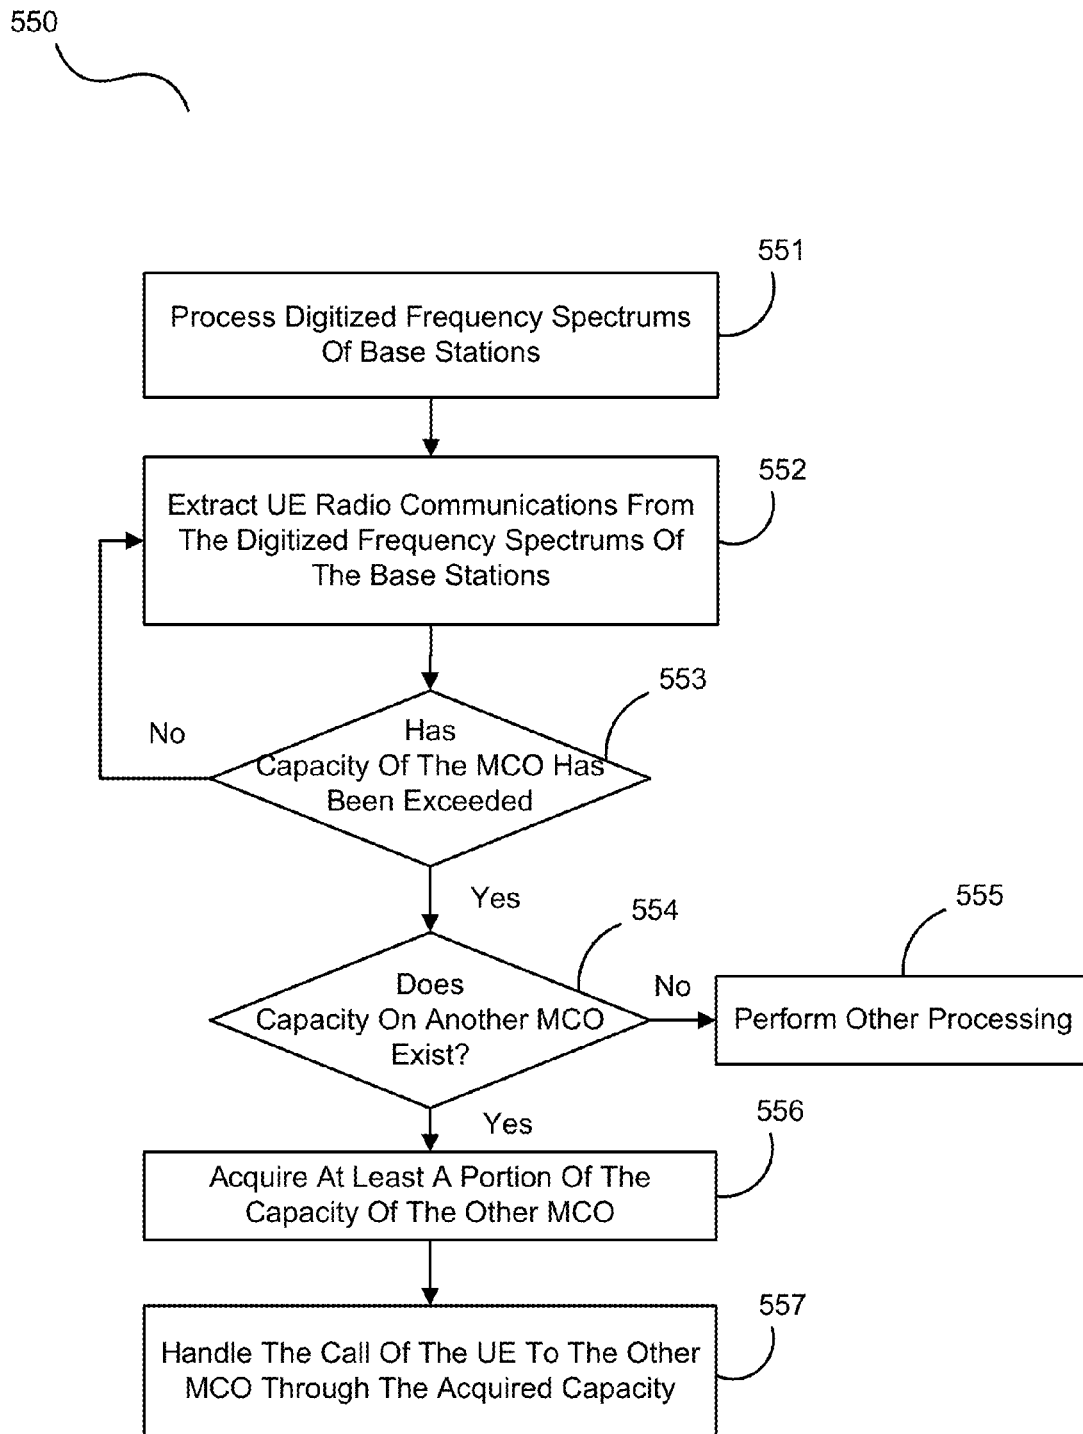 550
551
Process Digitized Frequency Spectrums
Of Base Stations
552
Extract UE Radio Communications From
The Digitized Frequency Spectrums Of
The Base Stations
553
No
Has
Capacity Of The MCO Has
Been Exceeded
Yes
554
555
Does
Capacity On Another MCO
Exist?
No
Perform Other Processing
Yes
556
Acquire At Least A Portion Of The
Capacity Of The Other MCO
557
Handle The Call Of The UE To The Other
MCO Through The Acquired Capacity